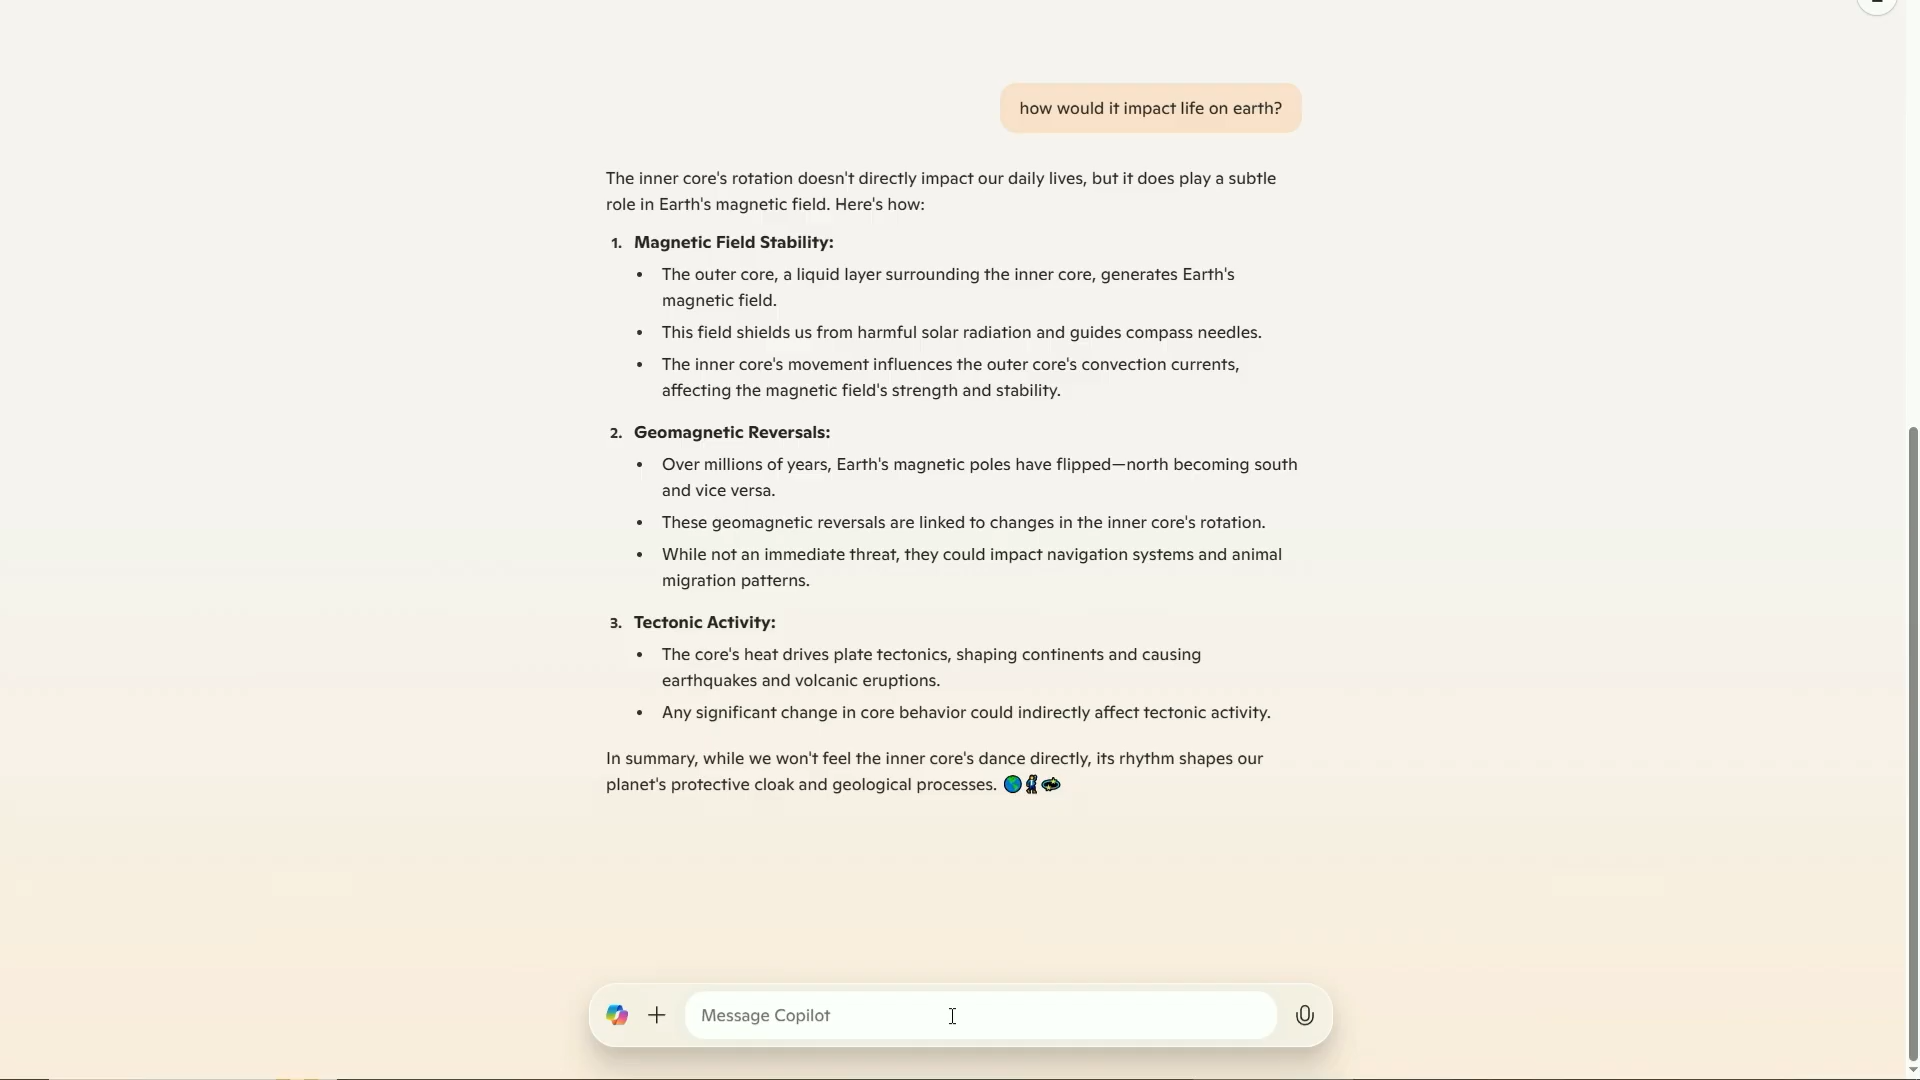 how would it impact life on earth?
The inner core's rotation doesn't directly impact our daily lives, but it does play a subtle
role in Earth's magnetic field. Here's how:
1. Magnetic Field Stability:
• The outer core, a liquid layer surrounding the inner core, generates Earth's
magnetic field.
• This field shields us from harmful solar radiation and guides compass needles.
• The inner core's movement influences the outer core's convection currents,
affecting the magnetic field's strength and stability.
2. Geomagnetic Reversals:
• Over millions of years, Earth's magnetic poles have flipped—north becoming south
and vice versa.
• These geomagnetic reversals are linked to changes in the inner core's rotation.
• While not an immediate threat, they could impact navigation systems and animal
migration patterns.
3. Tectonic Activity:
• The core's heat drives plate tectonics, shaping continents and causing
earthquakes and volcanic eruptions.
• Any significant change in core behavior could indirectly affect tectonic activity.
In summary, while we won't feel the inner core's dance directly, its rhythm shapes our
planet's protective cloak and geological processes.
Message Copilot